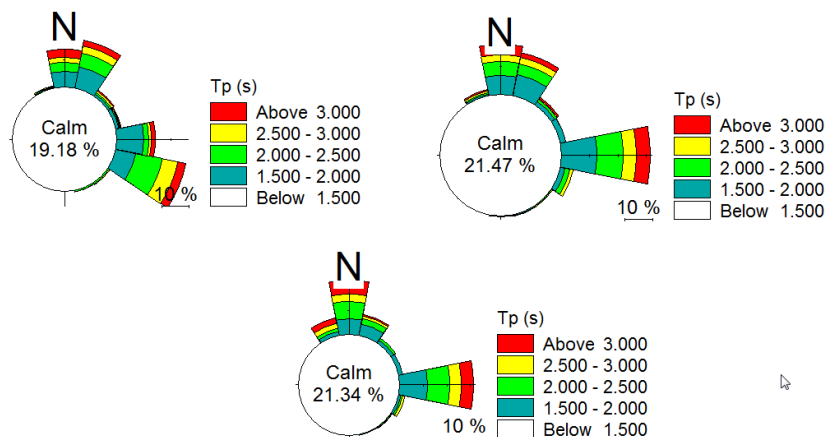 N
Calm
19.18 %
10 %
Tp (s)
Above 3.000
2.500 - 3.000
2.000 - 2.500
1.500 - 2.000
Below 1.500
N
Calm
21.47 %
10 %
Tp (s)
Above 3.000
2.500 - 3.000
2.000 - 2.500
1.500 - 2.000
Below 1.500
N
Calm
21.34 %
10 %
Tp (s)
Above 3.000
2.500 - 3.000
2.000 - 2.500
1.500 - 2.000
Below 1.500